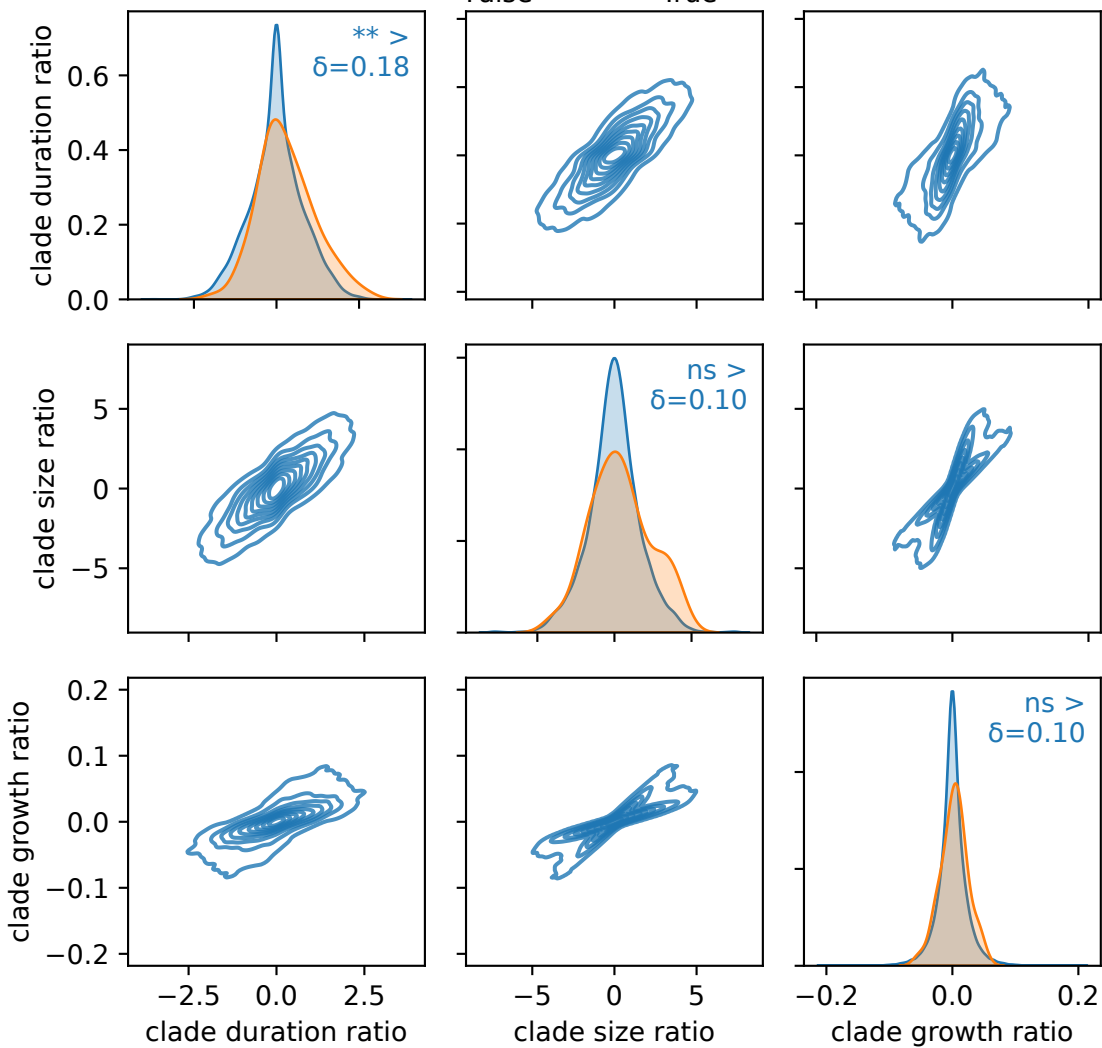 clade duration ratio
0.6
0.4
0.2
0.0
** >
δ=0.18
clade size ratio
5
0
−5
ns >
δ=0.10
clade growth ratio
0.2
0.1
0.0
−0.1
−0.2
ns >
δ=0.10
−2.5 0.0 2.5
−5 0 5
−0.2 0.0 0.2
clade duration ratio
clade size ratio
clade growth ratio